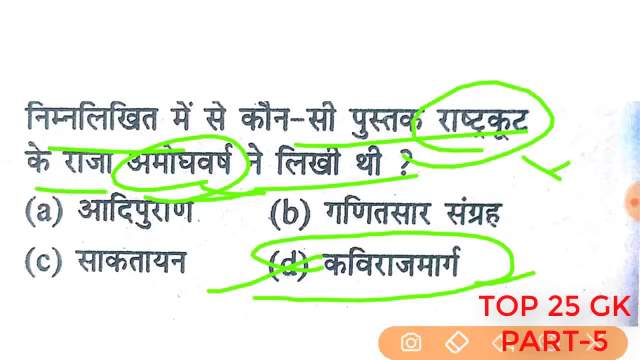 निम्नलिखित में से कौन-सी पुस्तक राष्ट्रकूट
के राजा अमोघवर्ष ने लिखी थी ?
(a) आदिपुराण (b) गणितसार संग्रह
(c) साकतायन (d) कविराजमार्ग
TOP 25 GK
PART-5